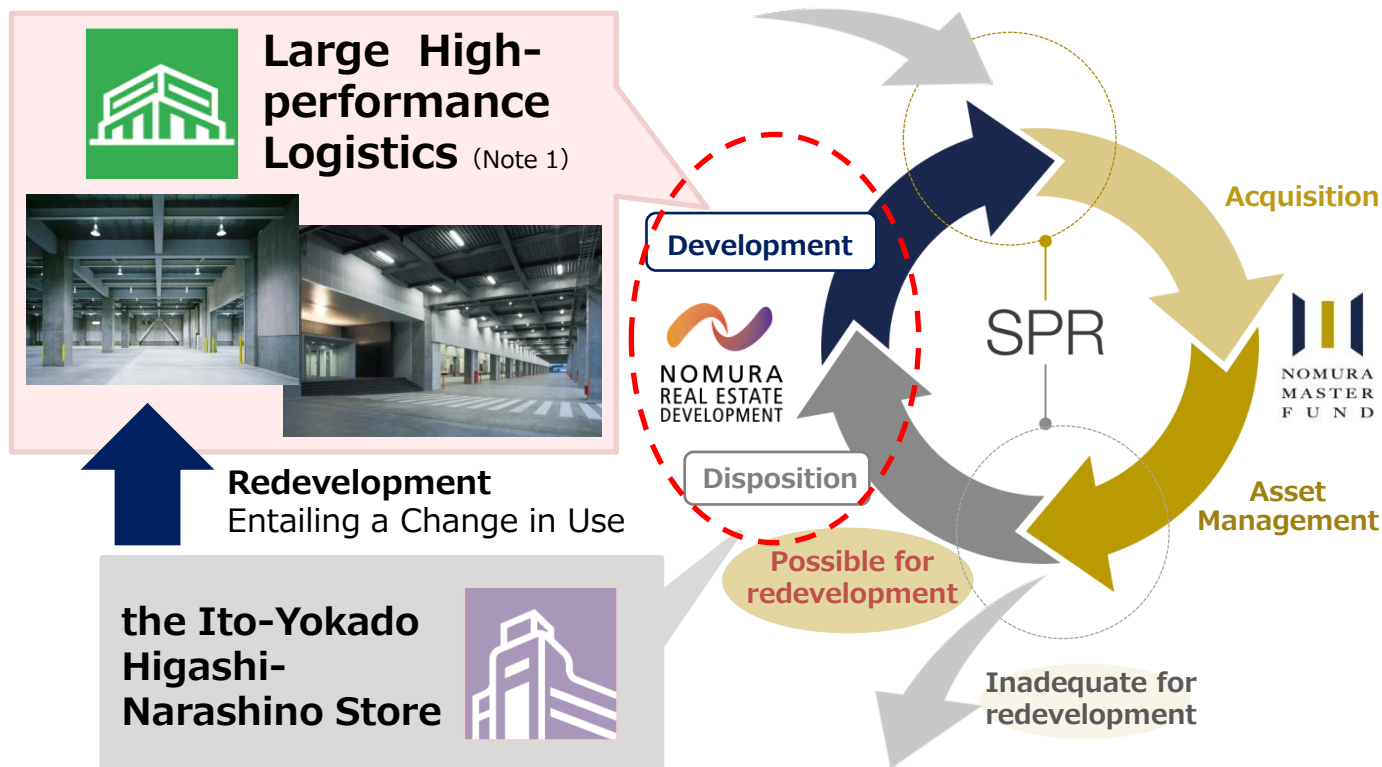 Large High-
performance
Logistics (Note 1)
Redevelopment
Entailing a Change in Use
the Ito-Yokado
Higashi-
Narashino Store
Development
NOMURA
REAL ESTATE
DEVELOPMENT
Disposition
Possible for
redevelopment
SPR
Acquisition
NOMURA
MASTER
FUND
Asset
Management
Inadequate for
redevelopment